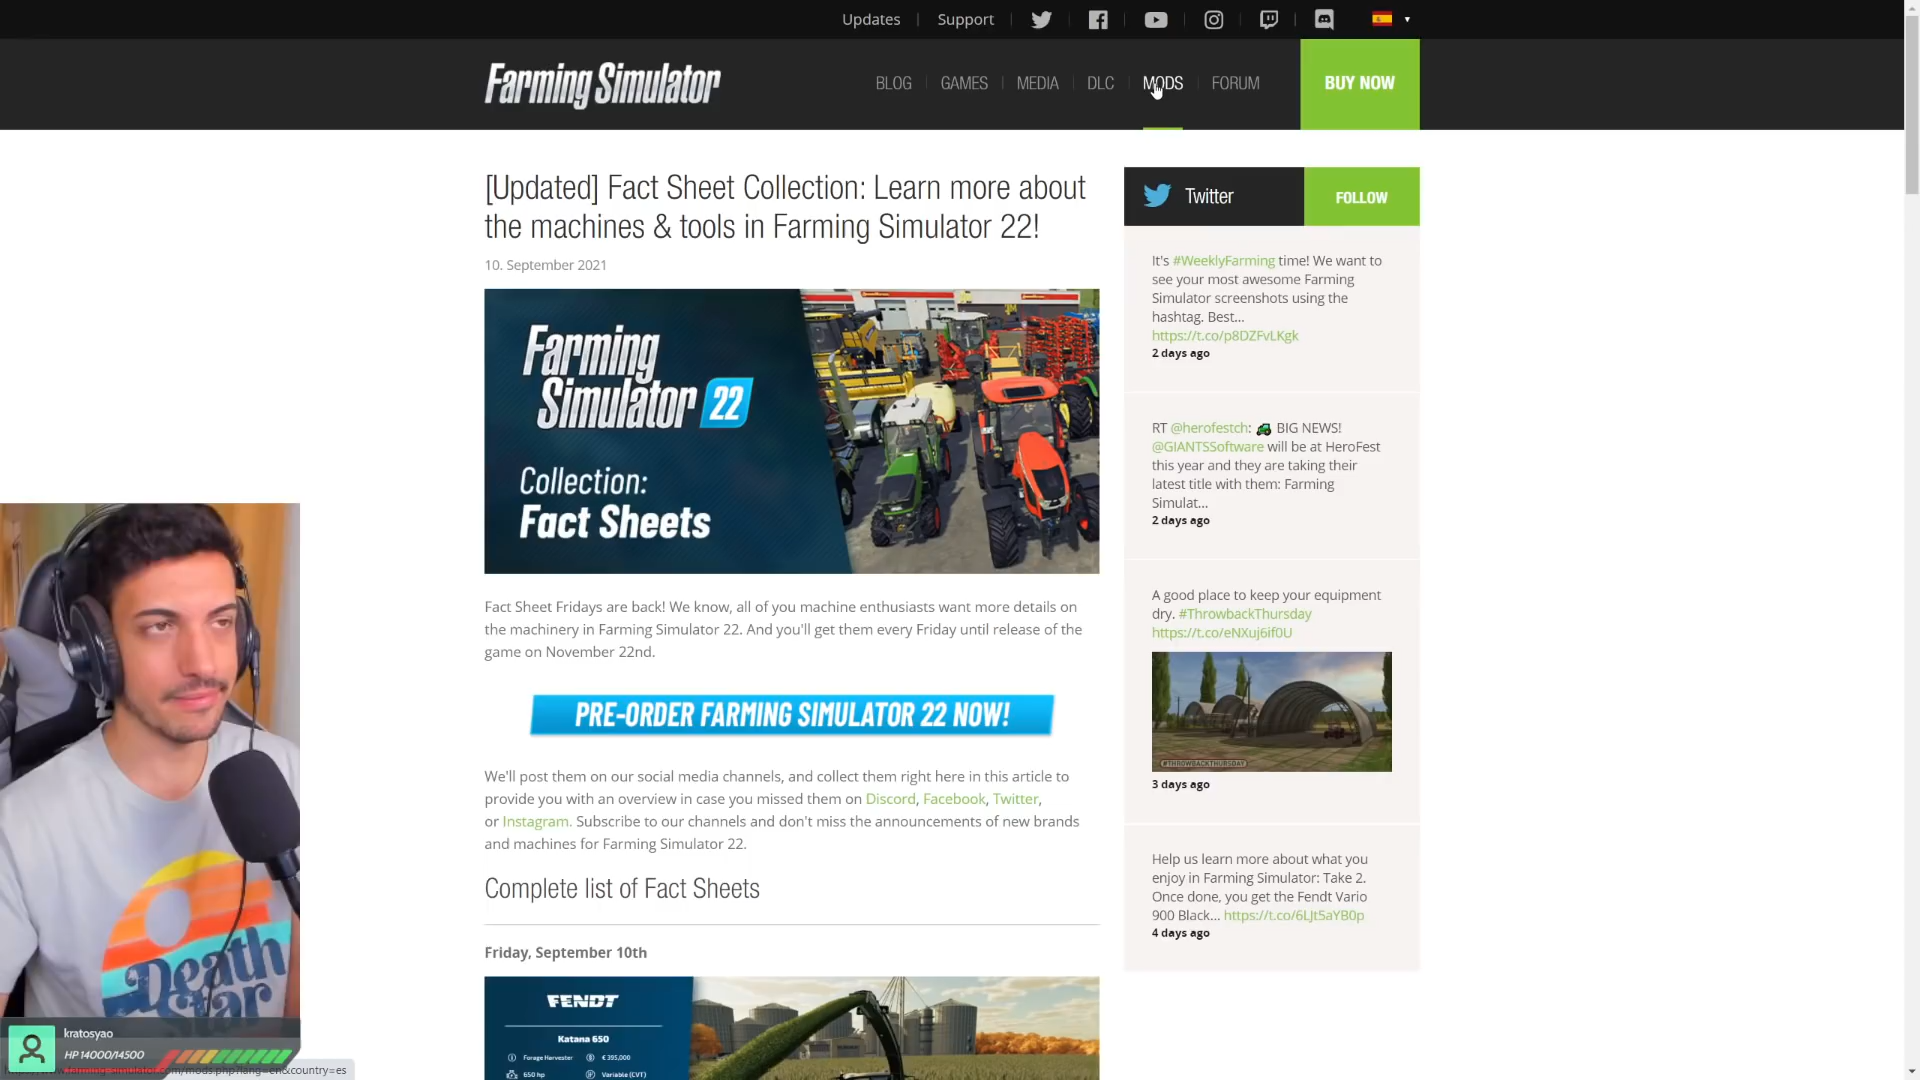 Updates
Support
Farming Simulator
BLOG
GAMES
MEDIA
DLC
MODS
FORUM
BUY NOW
[Updated] Fact Sheet Collection: Learn more about
the machines & tools in Farming Simulator 22!
10. September 2021
Farming
Simulator 22
Collection:
Fact Sheets
Fact Sheet Fridays are back! We know, all of you machine enthusiasts want more details on
the machinery in Farming Simulator 22. And you'll get them every Friday until release of the
game on November 22nd.
PRE-ORDER FARMING SIMULATOR 22 NOW!
We'll post them on our social media channels, and collect them right here in this article to
provide you with an overview in case you missed them on Discord, Facebook, Twitter,
or Instagram. Subscribe to our channels and don't miss the announcements of new brands
and machines for Farming Simulator 22.
Complete list of Fact Sheets
Friday, September 10th
FENDT
Katana 650
Forage Harvester
€ 395,000
650 hp
Variable (CVT)
Twitter
FOLLOW
It's #WeeklyFarming time! We want to
see your most awesome Farming
Simulator screenshots using the
hashtag. Best...
https://t.co/p8DZFvLKgk
2 days ago
RT @herofestch: BIG NEWS!
@GIANTSSoftware will be at HeroFest
this year and they are taking their
latest title with them: Farming
Simulat...
2 days ago
A good place to keep your equipment
dry. #ThrowbackThursday
https://t.co/eNXuj6if0U
#THROWBACKTHURSDAY
3 days ago
Help us learn more about what you
enjoy in Farming Simulator: Take 2.
Once done, you get the Fendt Vario
900 Black... https://t.co/6LJt5aYB0p
4 days ago
Death
Star
kratosyao
HP 14000/14500